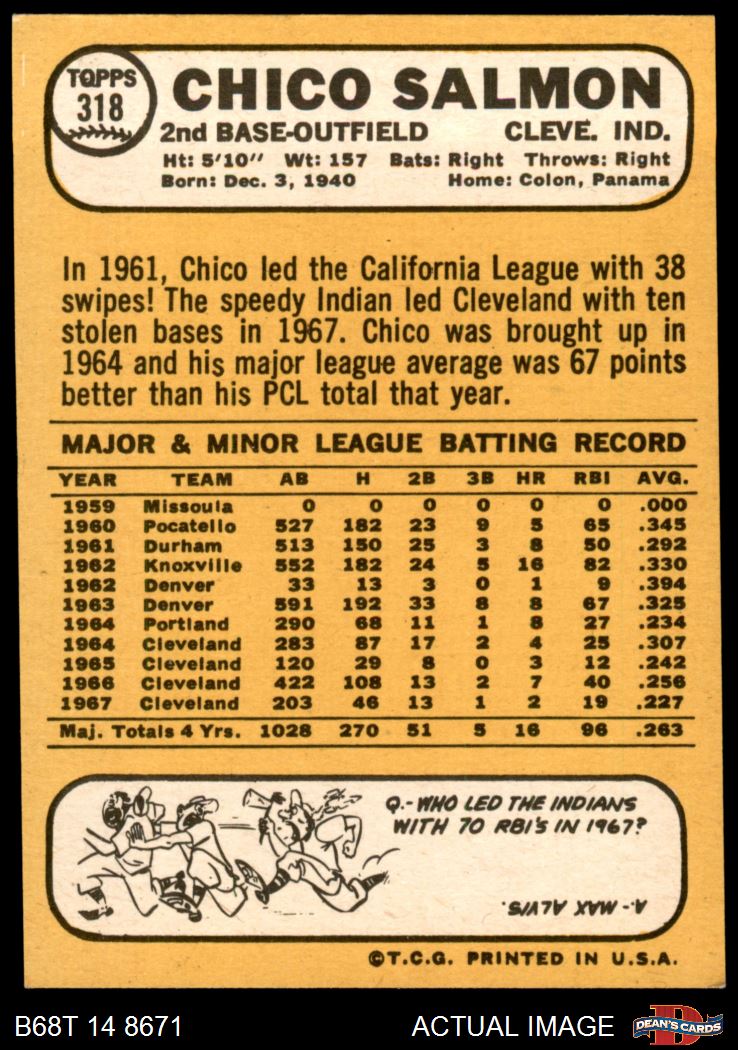 TOPPS
318
CHICO SALMON
2nd BASE-OUTFIELD CLEVE. IND.
Ht: 5'10'' Wt: 157 Bats: Right Throws: Right
Born: Dec. 3, 1940 Home: Colon, Panama
In 1961, Chico led the California League with 38
swipes! The speedy Indian led Cleveland with ten
stolen bases in 1967. Chico was brought up in
1964 and his major league average was 67 points
better than his PCL total that year.
MAJOR & MINOR LEAGUE BATTING RECORD
YEAR TEAM AB H 2B 3B HR RBI AVG.
1959 Missoula 0 0 0 0 0 0 .000
1960 Pocatello 527 182 23 9 5 65 .345
1961 Durham 513 150 25 3 8 50 .292
1962 Knoxville 552 182 24 5 16 82 .330
1962 Denver 33 13 3 0 1 9 .394
1963 Denver 591 192 33 8 8 67 .325
1964 Portland 290 68 11 1 8 27 .234
1964 Cleveland 283 87 17 2 4 25 .307
1965 Cleveland 120 29 8 0 3 12 .242
1966 Cleveland 422 108 13 2 7 40 .256
1967 Cleveland 203 46 13 1 2 19 .227
Maj. Totals 4 Yrs. 1028 270 51 5 16 96 .263
Q.-WHO LED THE INDIANS
WITH 70 RBI'S IN 1967?
A.- MAX ALVIS.
©T.C.G. PRINTED IN U.S.A.
B68T 14 8671 ACTUAL IMAGE
DEAN'S CARDS